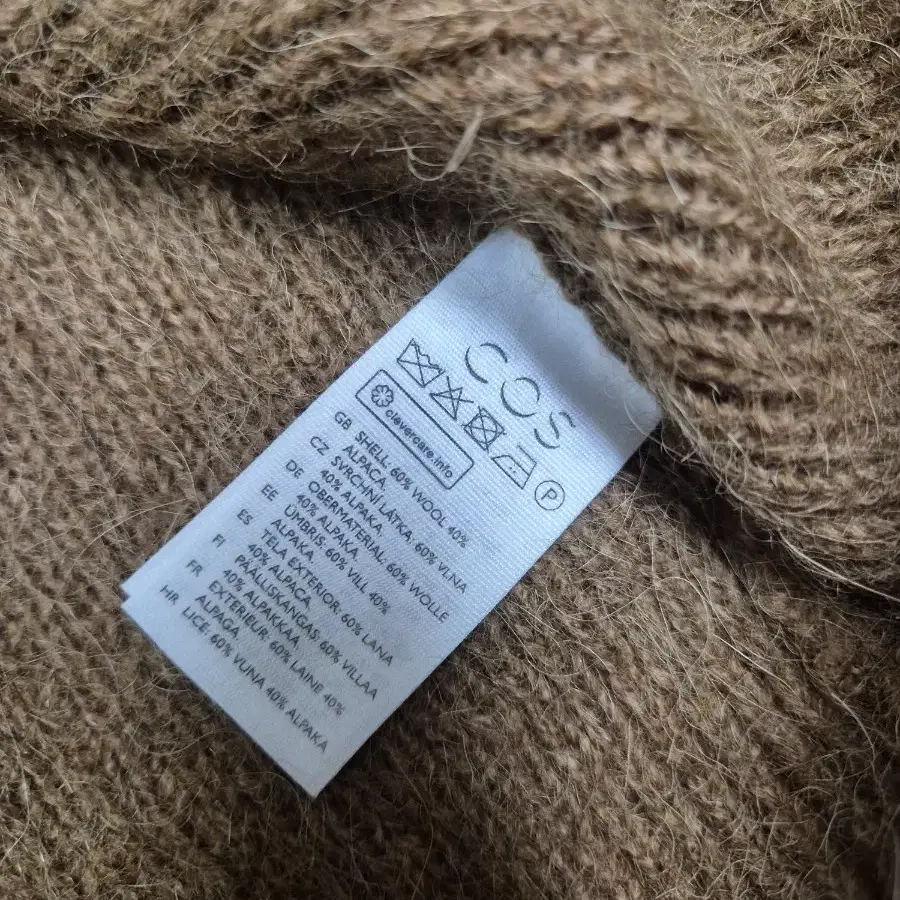 COS
P
clevercare.info
GB SHELL: 60% WOOL 40%
ALPACA.
CZ SVRCHNÍ LÁTKA: 60% VLNA
40% ALPAKA.
DE OBERMATERIAL: 60% WOLLE
40% ALPAKA.
EE ÜMBRIS: 60% VILL 40%
ALPAKA.
ES TELA EXTERIOR: 60% LANA
40% ALPACA.
FI PÄÄLLISKANGAS: 60% VILLAA
40% ALPAKKAA.
FR EXTERIEUR: 60% LAINE 40%
ALPAGA.
HR LICE: 60% VUNA 40% ALPAKA